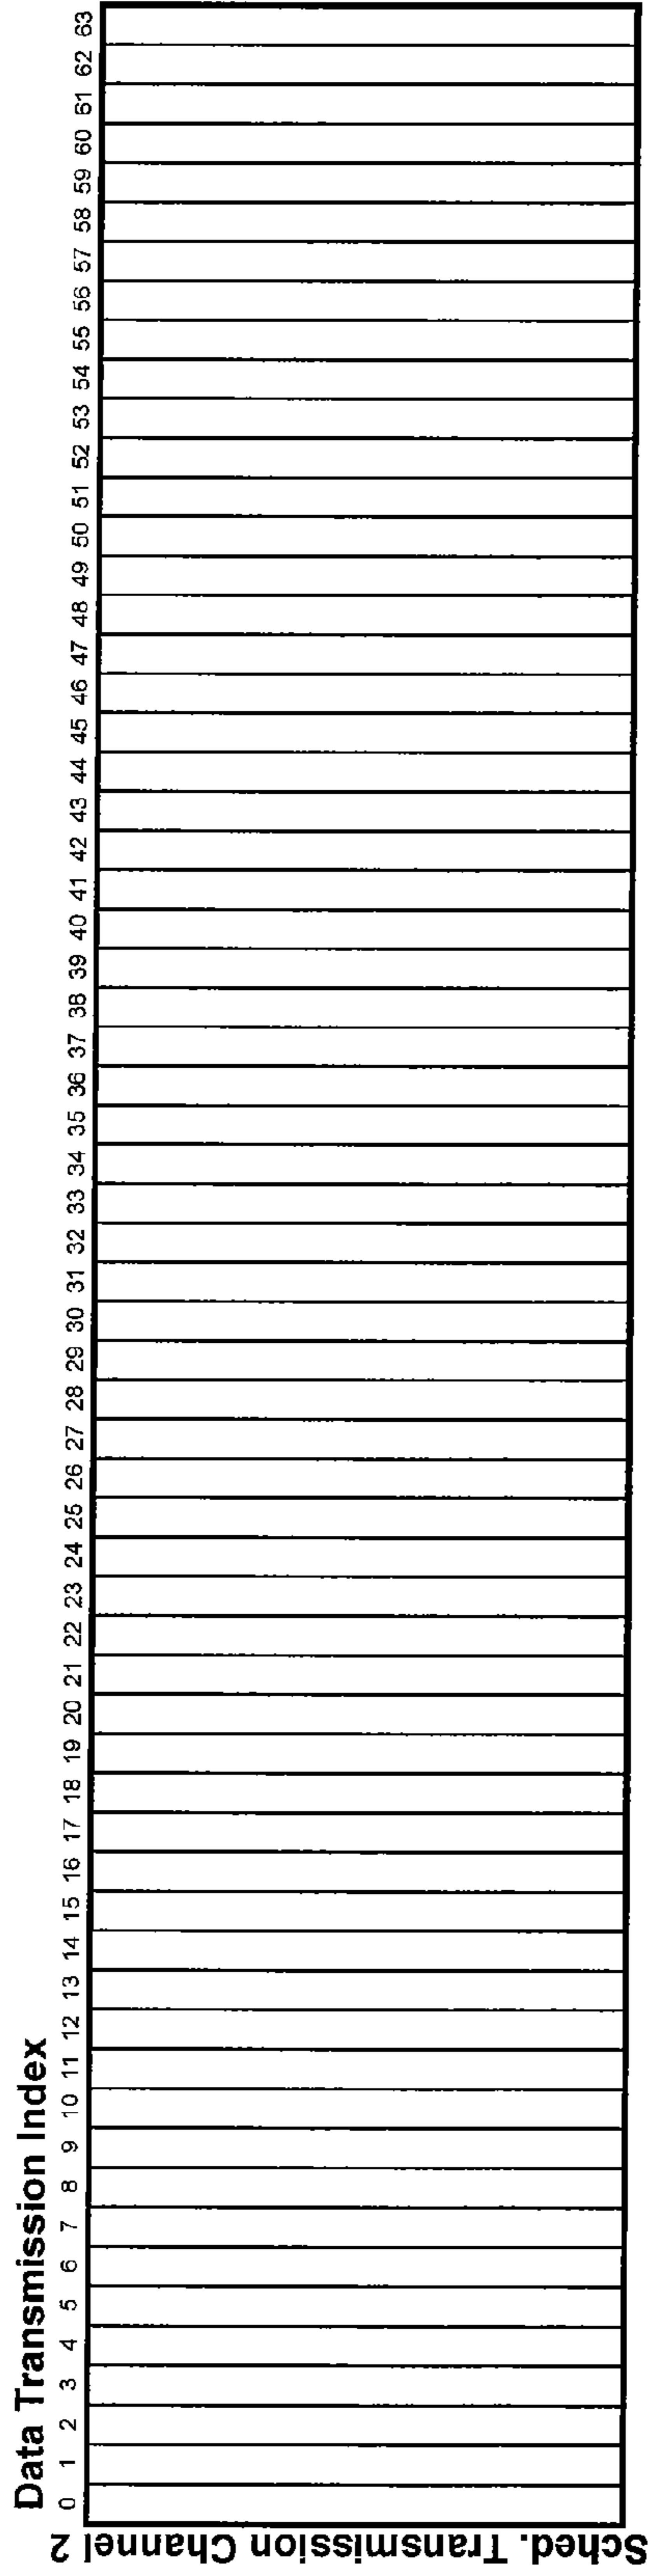 Data Transmission Index
0 1 2 3 4 5 6 7 8 9 10 11 12 13 14 15 16 17 18 19 20 21 22 23 24 25 26 27 28 29 30 31 32 33 34 35 36 37 38 39 40 41 42 43 44 45 46 47 48 49 50 51 52 53 54 55 56 57 58 59 60 61 62 63
Sched. Transmission Channel 2